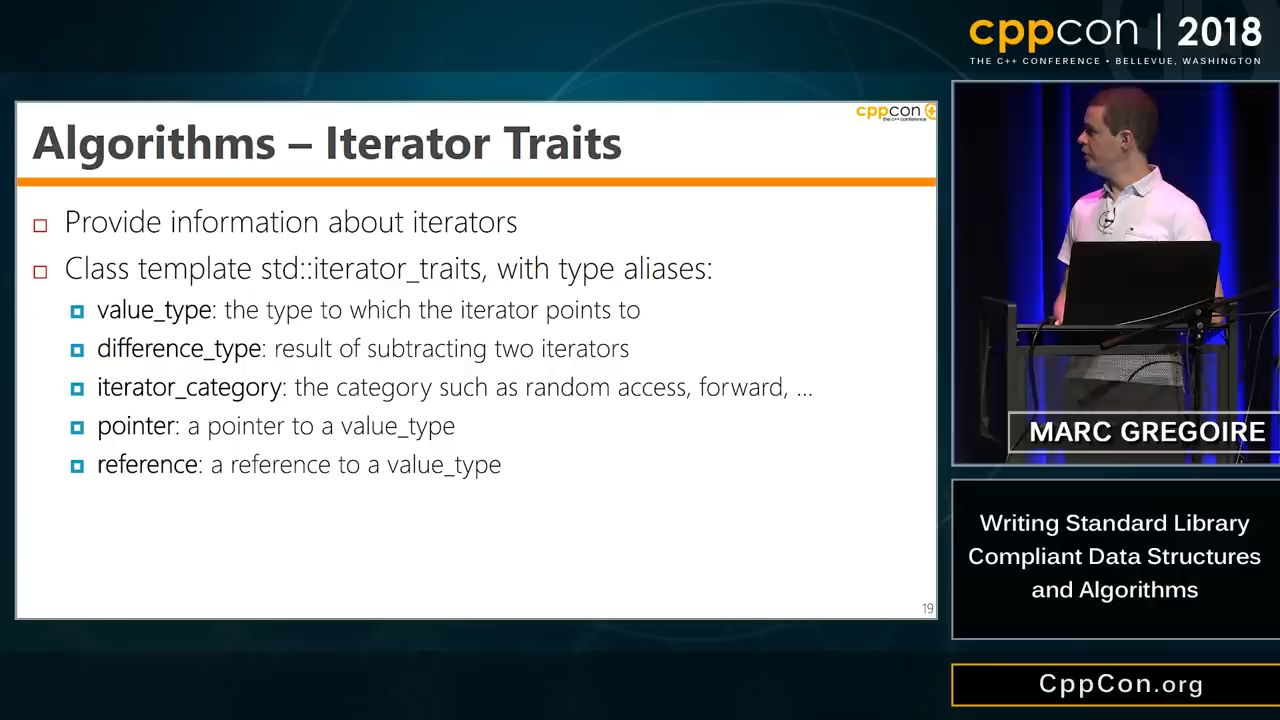 cppcon | 2018
THE C++ CONFERENCE • BELLEVUE, WASHINGTON
cppcon
the c++ conference
Algorithms – Iterator Traits
Provide information about iterators
Class template std::iterator_traits, with type aliases:
value_type: the type to which the iterator points to
difference_type: result of subtracting two iterators
iterator_category: the category such as random access, forward, ...
pointer: a pointer to a value_type
reference: a reference to a value_type
19
MARC GREGOIRE
Writing Standard Library
Compliant Data Structures
and Algorithms
CppCon.org